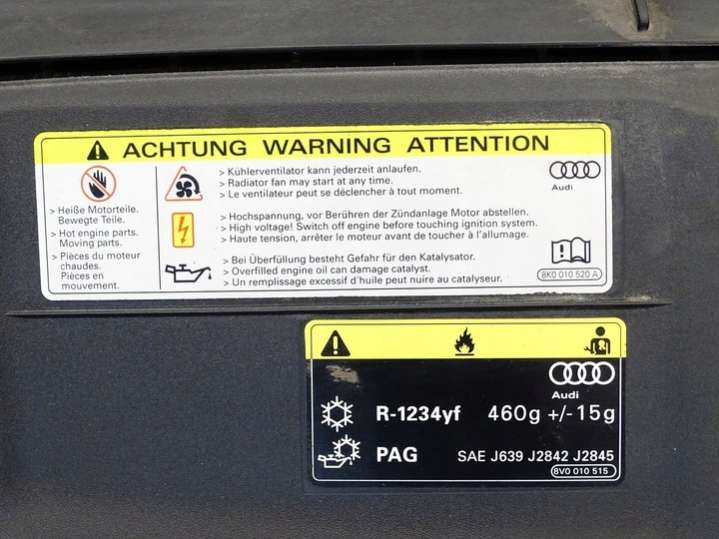 ACHTUNG WARNING ATTENTION
> Heiße Motorteile.
Bewegte Teile.
> Hot engine parts.
Moving parts.
> Pièces du moteur
chaudes.
Pièces en
mouvement.
> Kühlerventilator kann jederzeit anlaufen.
> Radiator fan may start at any time.
> Le ventilateur peut se déclencher à tout moment.
> Hochspannung, vor Berühren der Zündanlage Motor abstellen.
> High voltage! Switch off engine before touching ignition system.
> Haute tension, arrêter le moteur avant de toucher à l'allumage.
> Bei Überfüllung besteht Gefahr für den Katalysator.
> Overfilled engine oil can damage catalyst.
> Un remplissage excessif d'huile peut nuire au catalyseur.
Audi
8K0 010 520 A
Audi
R-1234yf 460g +/-15g
PAG SAE J639 J2842 J2845
8V0 010 515